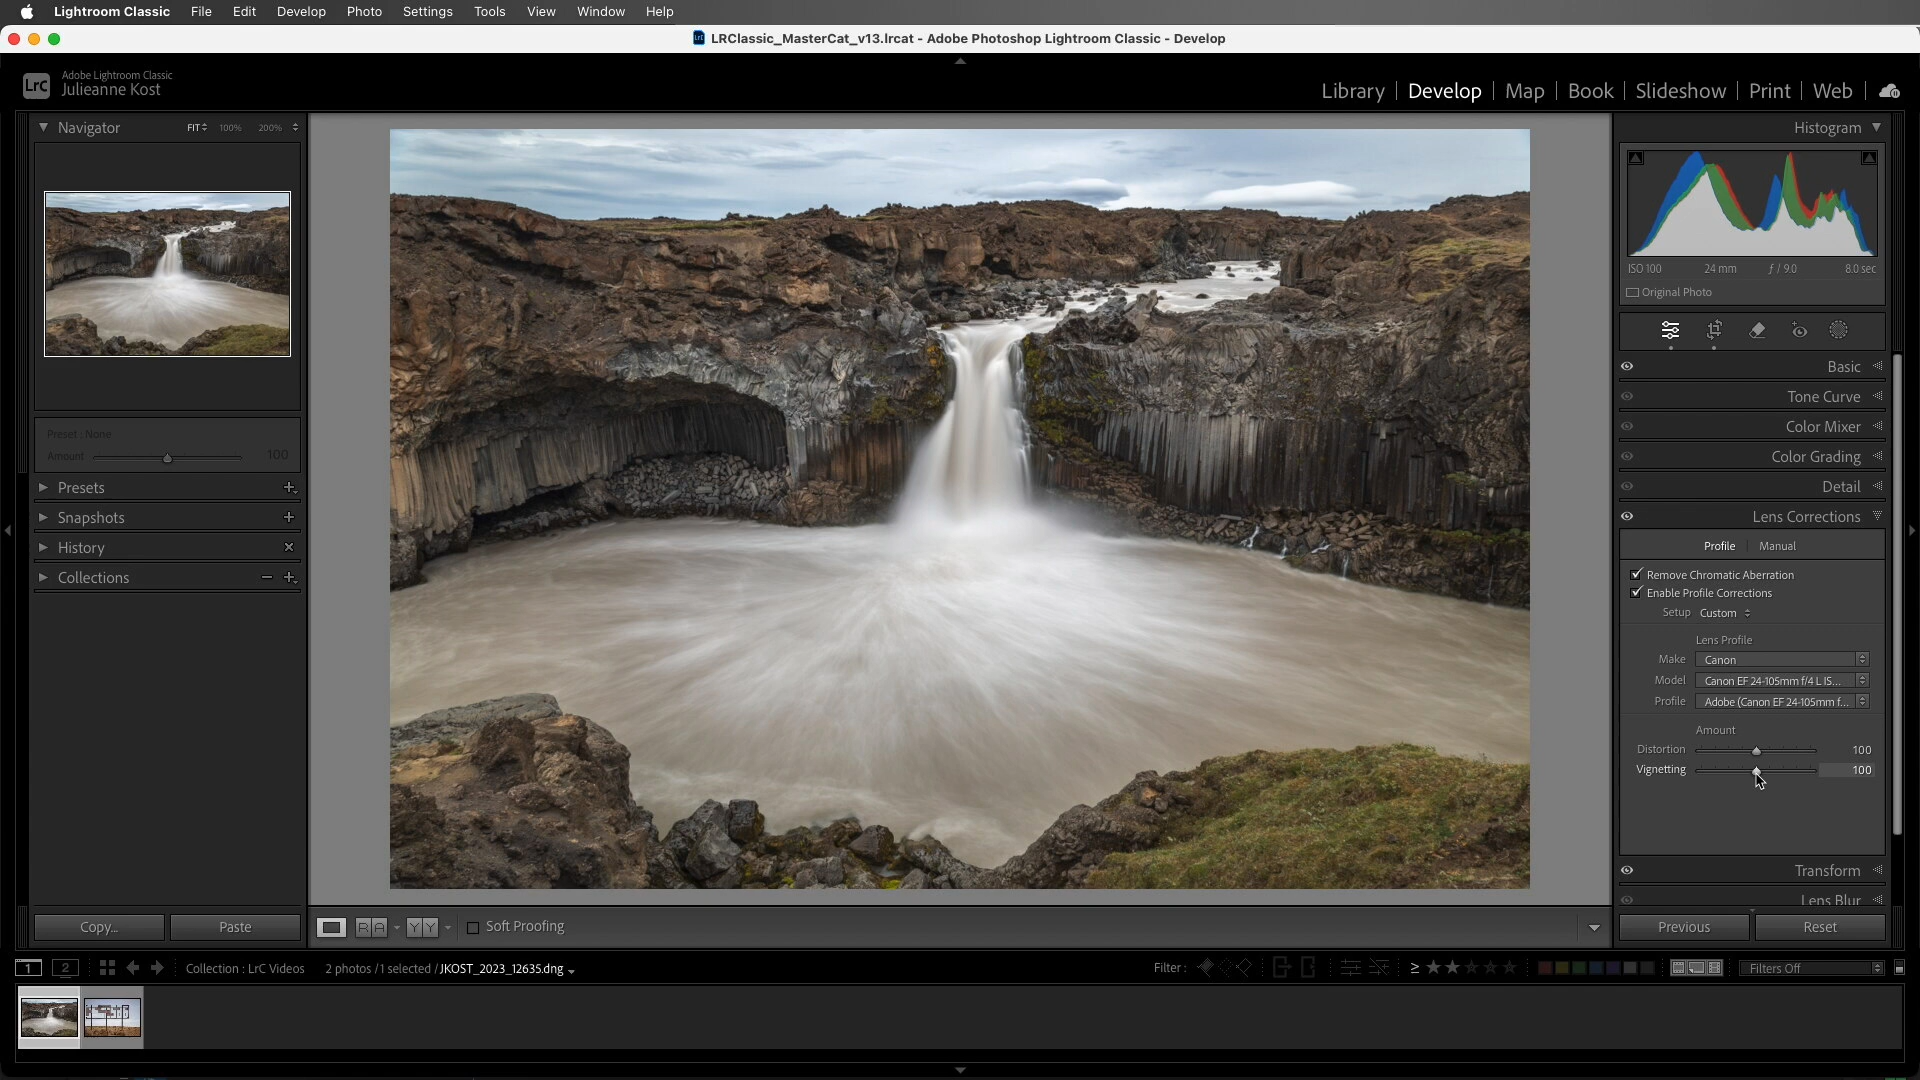 Lightroom Classic File Edit Develop Photo Settings Tools View Window Help
LRClassic_MasterCat_v13.lrcat - Adobe Photoshop Lightroom Classic - Develop
LrC
Adobe Lightroom Classic
Julieanne Kost
Library | Develop | Map | Book | Slideshow | Print | Web
Navigator FIT 100% 200%
Preset : None
Amount 100
Presets
Snapshots
History
Collections
Copy... Paste
Soft Proofing
Histogram
ISO 100 24 mm ƒ / 9.0 8.0 sec
Original Photo
Basic
Tone Curve
Color Mixer
Color Grading
Detail
Lens Corrections
Profile Manual
Remove Chromatic Aberration
Enable Profile Corrections
Setup Custom
Lens Profile
Make Canon
Model Canon EF 24-105mm f/4 L IS...
Profile Adobe (Canon EF 24-105mm f...
Amount
Distortion 100
Vignetting 100
Transform
Lens Blur
Previous Reset
1 2 Collection : LrC Videos 2 photos / 1 selected / JKOST_2023_12635.dng Filter : ≥ Filters Off